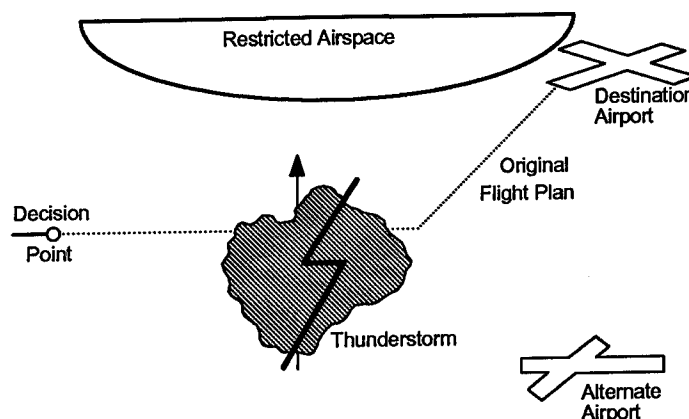 Restricted Airspace
Destination
Airport
Original
Flight Plan
Decision
Point
Thunderstorm
Alternate
Airport